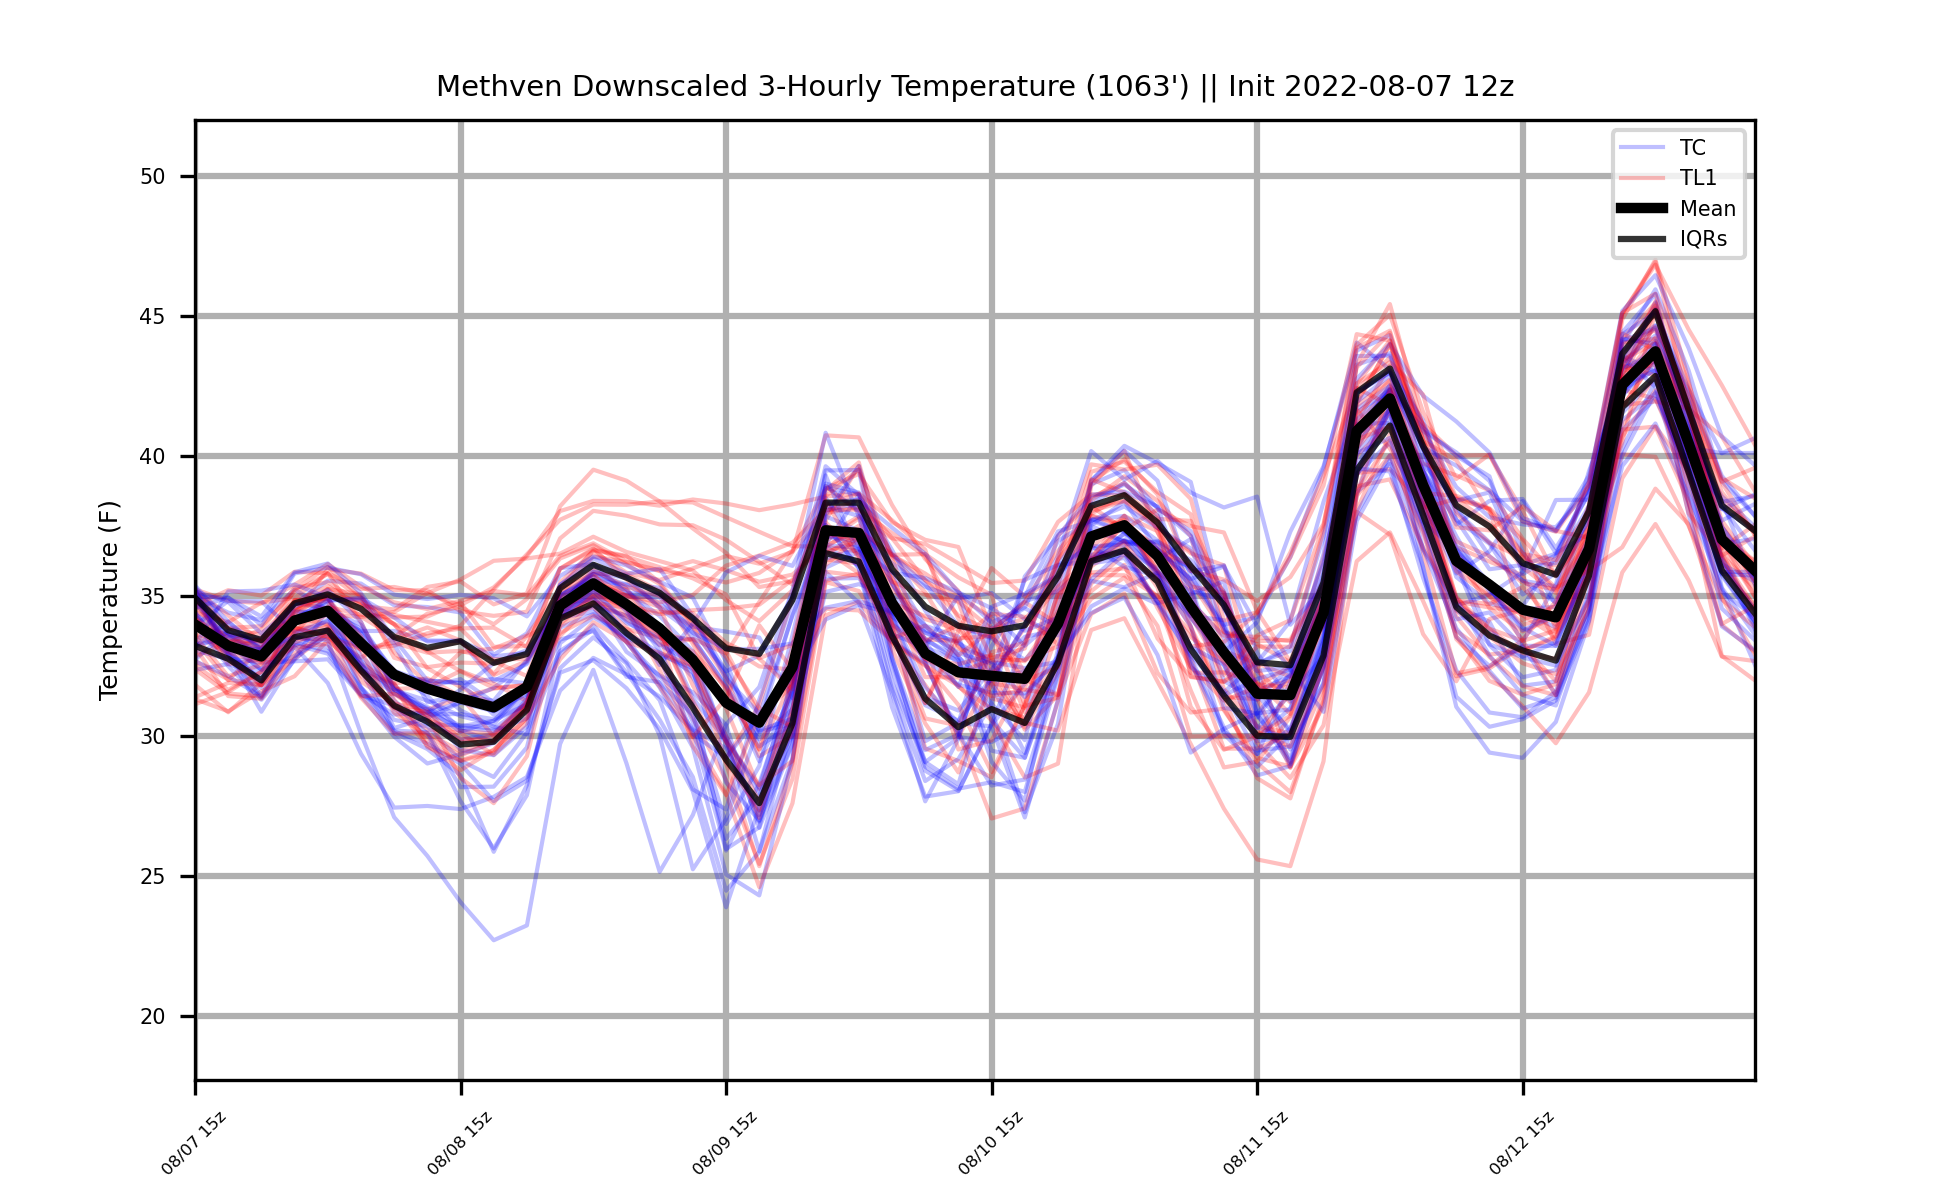 Methven Downscaled 3-Hourly Temperature (1063') || Init 2022-08-07 12z
TC
TL1
Mean
IQRs
Temperature (F)
50
45
40
35
30
25
20
08/07 15z
08/08 15z
08/09 15z
08/10 15z
08/11 15z
08/12 15z